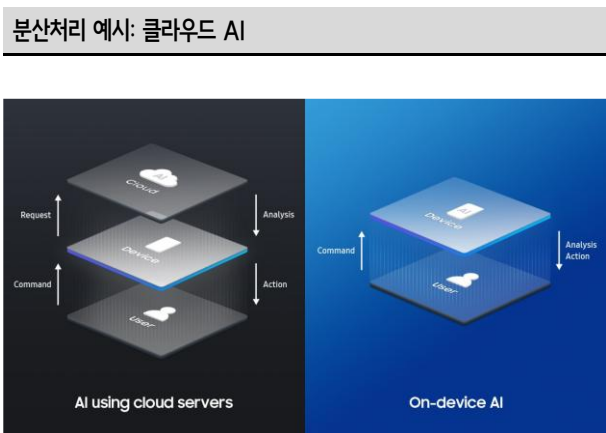 분산처리 예시: 클라우드 AI
AI
Cloud
Request
Analysis
Device
Command
Action
User
AI using cloud servers
AI
Device
Command
Analysis
Action
User
On-device AI